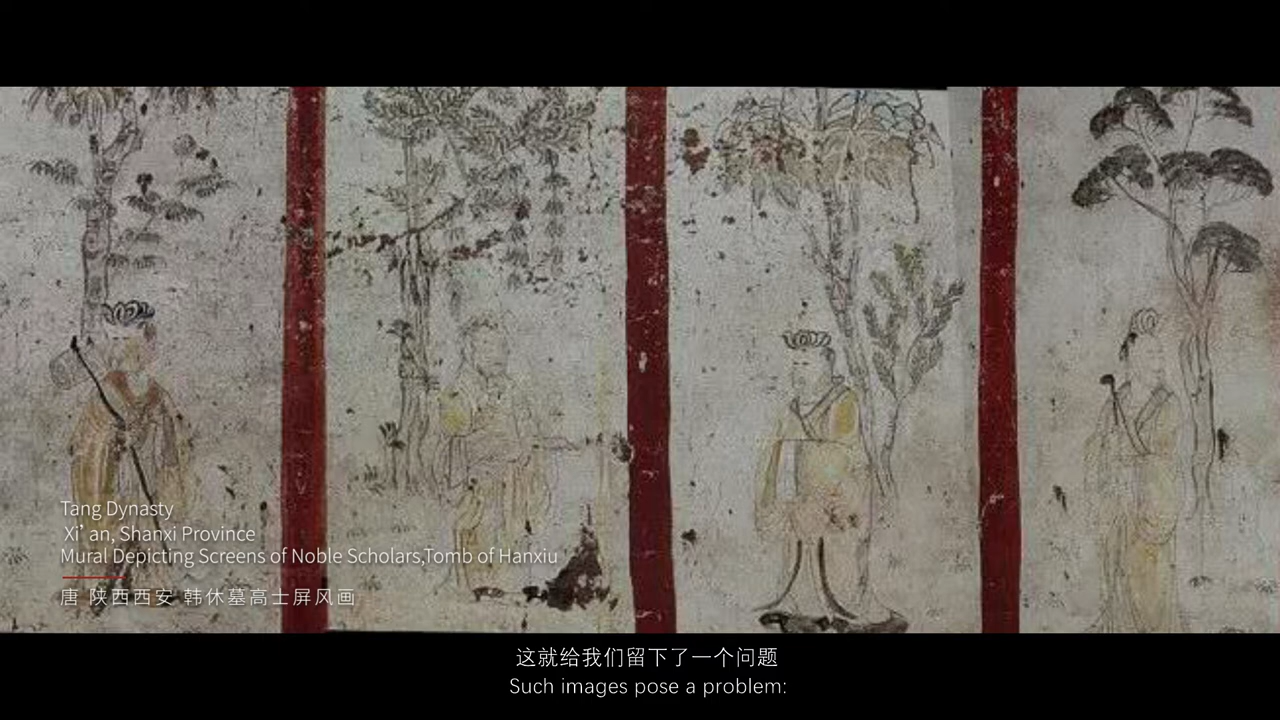 Tang Dynasty
Xi’an, Shanxi Province
Mural Depicting Screens of Noble Scholars,Tomb of Hanxiu
唐 陕西西安 韩休墓高士屏风画
这就给我们留下了一个问题
Such images pose a problem: